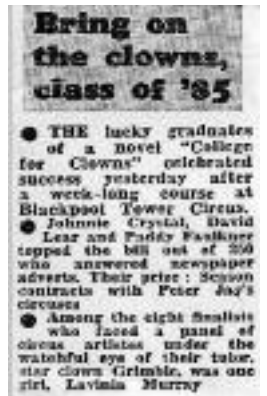 Bring on
the clowns,
class of '85
● THE lucky graduates
of a novel "College
for Clowns" celebrated
success yesterday after
a week-long course at
Blackpool Tower Circus.
● Johnnie Crystal, David
Lear and Paddy Faulkner
topped the bill out of 250
who answered newspaper
adverts. Their prize: Season
contracts with Peter Jay's
circuses
● Among the eight finalists
who faced a panel of
circus artistes under the
watchful eye of their tutor,
star clown Grimble, was one
girl, Lavinia Murray